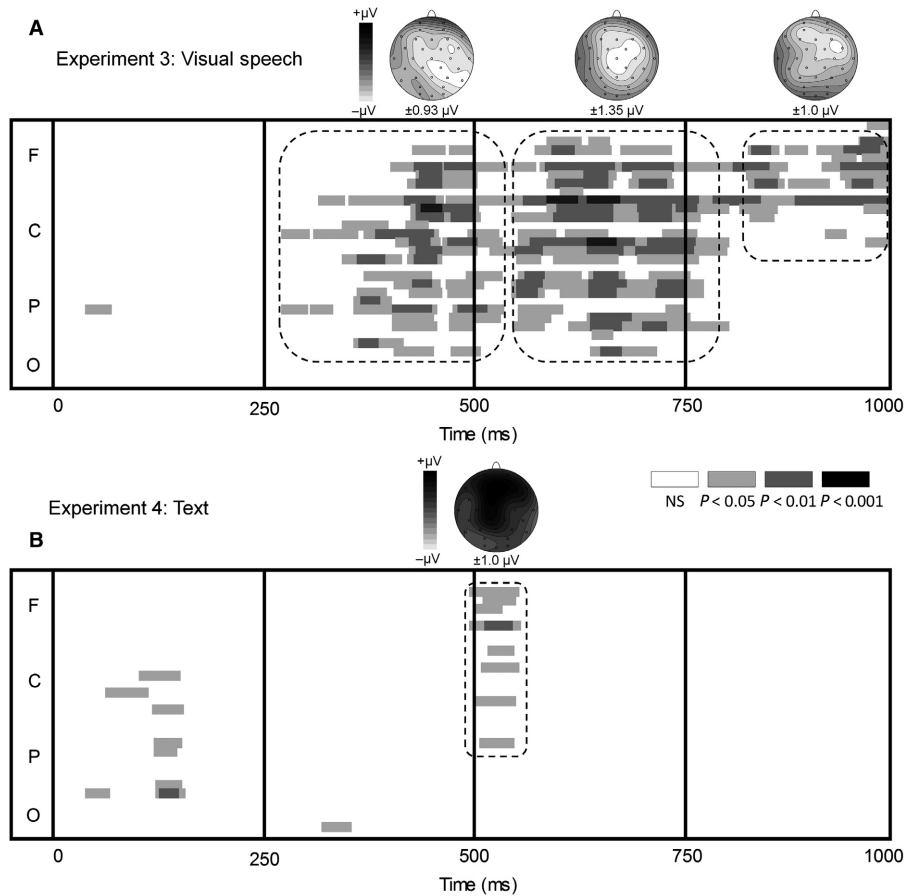 A
Experiment 3: Visual speech
+µV
–µV
±0.93 µV
±1.35 µV
±1.0 µV
F
C
P
O
0 250 500 750 1000
Time (ms)
Experiment 4: Text
B
+µV
–µV
±1.0 µV
NS P < 0.05 P < 0.01 P < 0.001
F
C
P
O
0 250 500 750 1000
Time (ms)